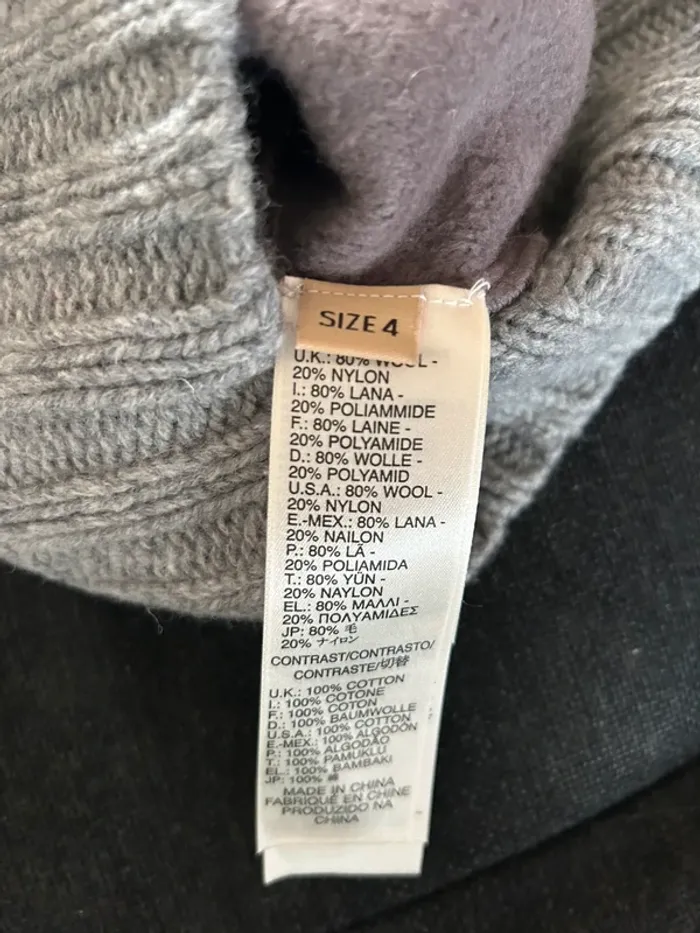 SIZE 4
U.K.: 80% WOOL -
20% NYLON
I.: 80% LANA -
20% POLIAMMIDE
F.: 80% LAINE -
20% POLYAMIDE
D.: 80% WOLLE -
20% POLYAMID
U.S.A.: 80% WOOL -
20% NYLON
E.-MEX.: 80% LANA -
20% NAILON
P.: 80% LÃ -
20% POLIAMIDA
T.: 80% YÜN -
20% NAYLON
EL.: 80% ΜΑΛΛΙ -
20% ΠΟΛΥΑΜΙΔΕΣ
JP: 80% 毛
20% ナイロン
CONTRAST/CONTRASTO/
CONTRASTE/切替
U.K.: 100% COTTON
I.: 100% COTONE
F.: 100% COTON
D.: 100% BAUMWOLLE
U.S.A.: 100% COTTON
E.-MEX.: 100% ALGODÓN
P.: 100% ALGODÃO
T.: 100% PAMUKLU
EL.: 100% BAMBAKI
JP: 100% 綿
MADE IN CHINA
FABRIQUÉ EN CHINE
PRODUZIDO NA
CHINA